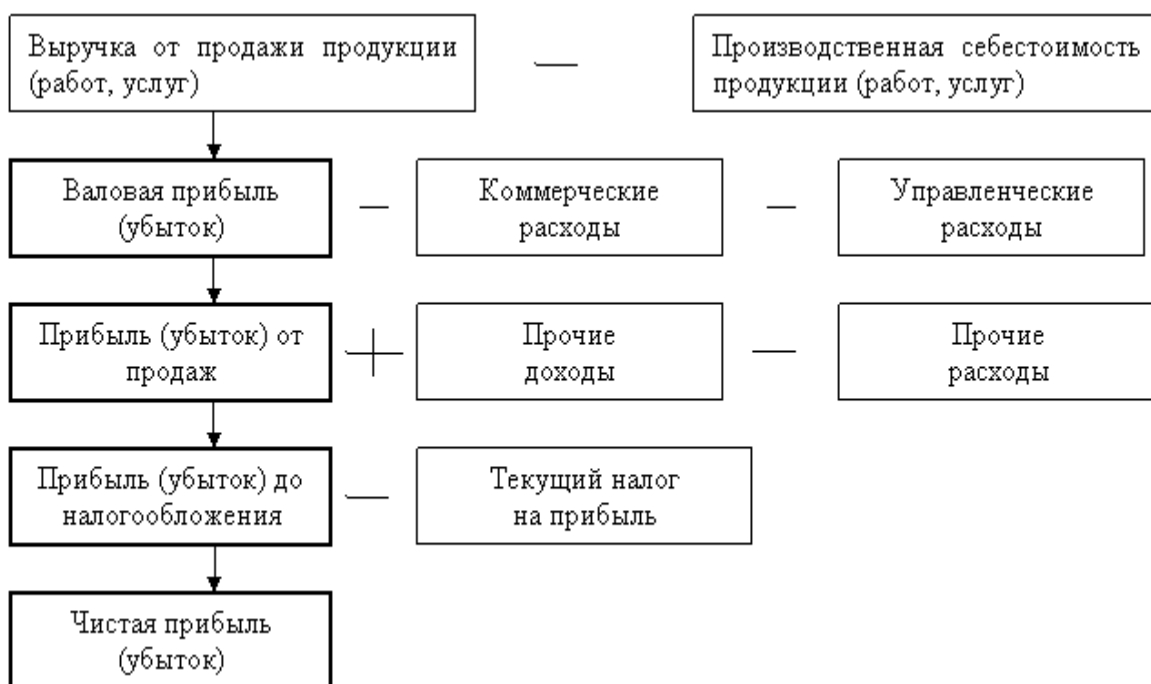 Выручка от продажи продукции
(работ, услуг)
—
Производственная себестоимость
продукции (работ, услуг)
Валовая прибыль
(убыток)
—
Коммерческие
расходы
—
Управленческие
расходы
Прибыль (убыток) от
продаж
+
Прочие
доходы
—
Прочие
расходы
Прибыль (убыток) до
налогообложения
—
Текущий налог
на прибыль
Чистая прибыль
(убыток)